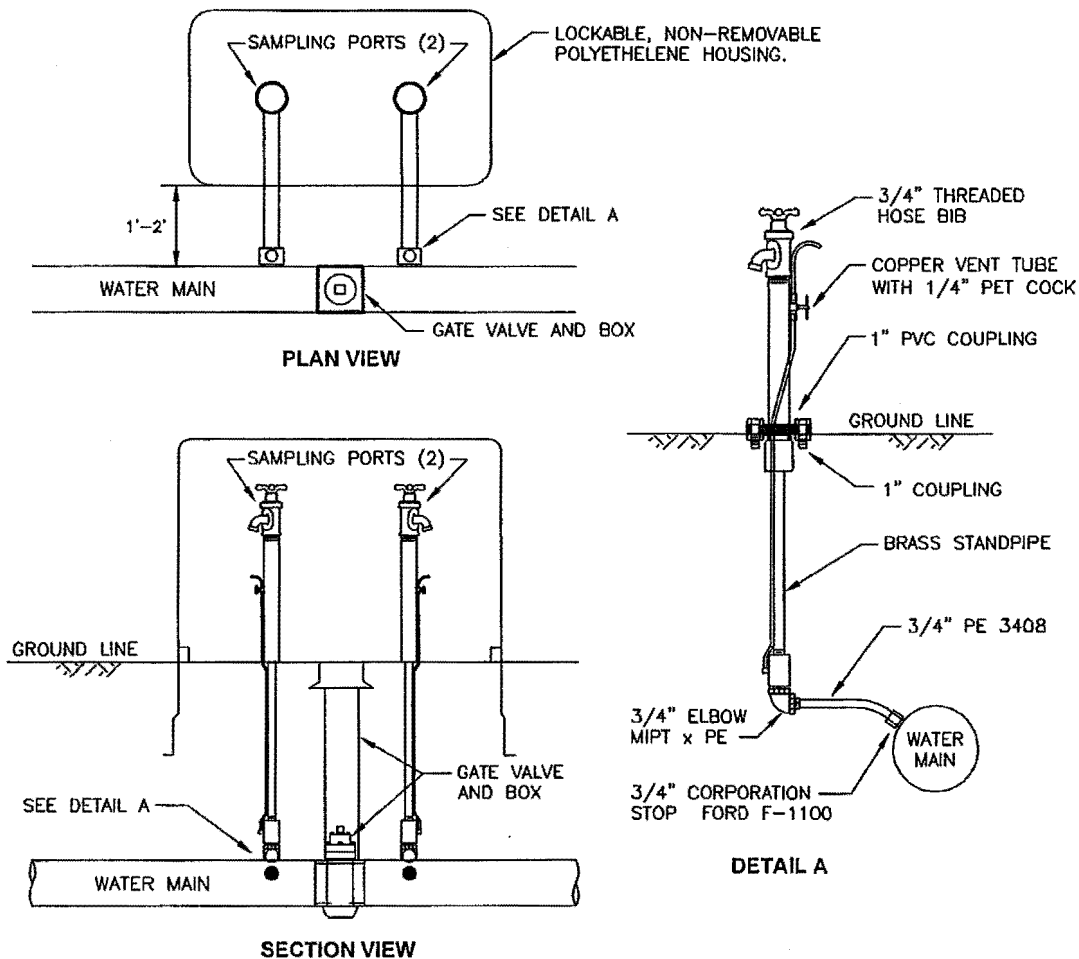 SAMPLING PORTS (2)
LOCKABLE, NON-REMOVABLE
POLYETHELENE HOUSING.
1'-2'
SEE DETAIL A
WATER MAIN
GATE VALVE AND BOX
PLAN VIEW
SAMPLING PORTS (2)
GROUND LINE
GATE VALVE
AND BOX
SEE DETAIL A
WATER MAIN
SECTION VIEW
3/4" THREADED
HOSE BIB
COPPER VENT TUBE
WITH 1/4" PET COCK
1" PVC COUPLING
GROUND LINE
1" COUPLING
BRASS STANDPIPE
3/4" PE 3408
3/4" ELBOW
MIPT x PE
WATER
MAIN
3/4" CORPORATION
STOP FORD F-1100
DETAIL A